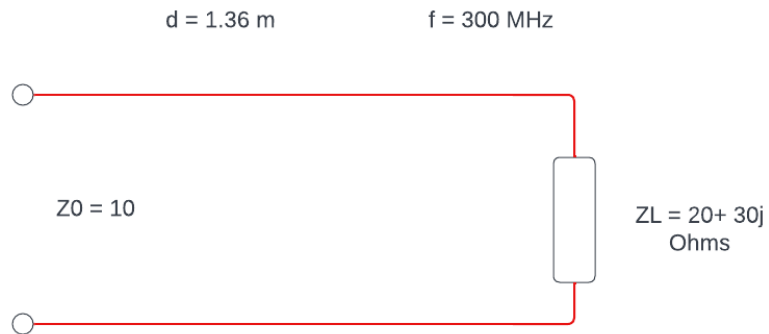 d = 1.36 m
f = 300 MHz
Z0 = 10
ZL = 20+ 30j
Ohms